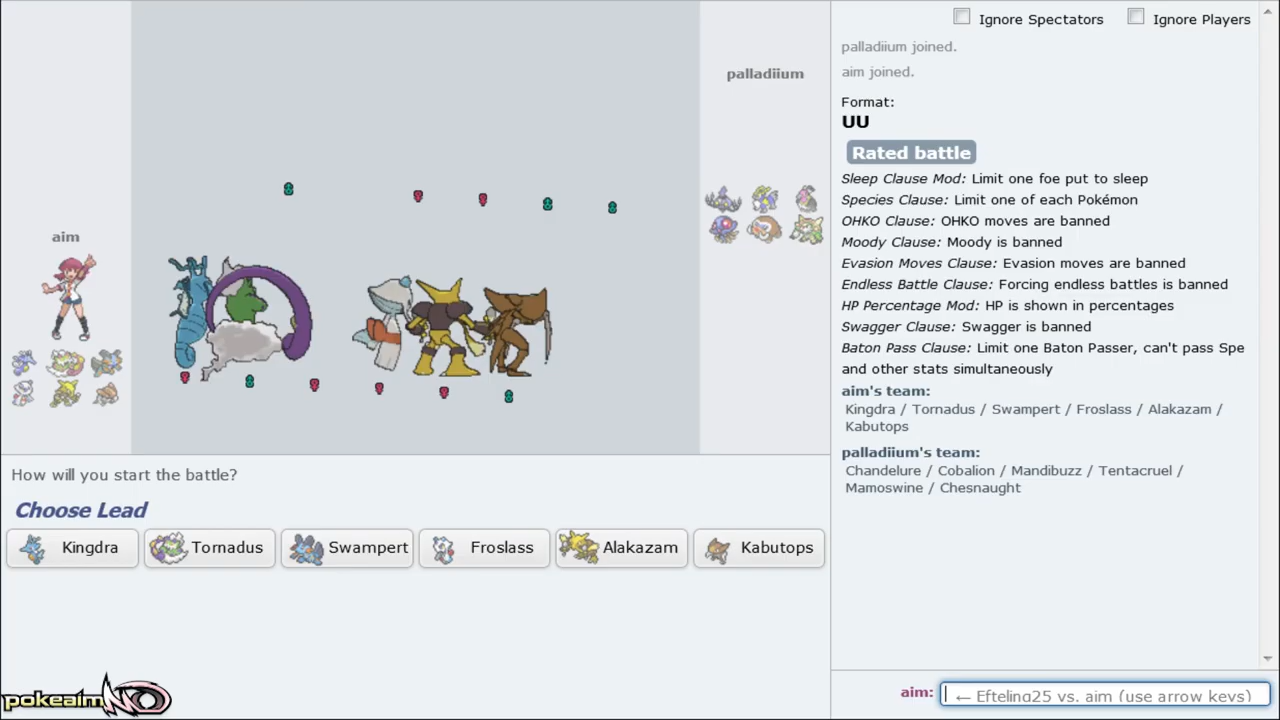 Ignore Spectators
Ignore Players
palladiium joined.
aim joined.
Format:
UU
Rated battle
Sleep Clause Mod: Limit one foe put to sleep
Species Clause: Limit one of each Pokémon
OHKO Clause: OHKO moves are banned
Moody Clause: Moody is banned
Evasion Moves Clause: Evasion moves are banned
Endless Battle Clause: Forcing endless battles is banned
HP Percentage Mod: HP is shown in percentages
Swagger Clause: Swagger is banned
Baton Pass Clause: Limit one Baton Passer, can't pass Spe
and other stats simultaneously
aim's team:
Kingdra / Tornadus / Swampert / Froslass / Alakazam /
Kabutops
palladiium's team:
Chandelure / Cobalion / Mandibuzz / Tentacruel /
Mamoswine / Chesnaught
palladiium
aim
How will you start the battle?
Choose Lead
Kingdra
Tornadus
Swampert
Froslass
Alakazam
Kabutops
aim:
← Efteling25 vs. aim (use arrow keys)
pokeaimNO